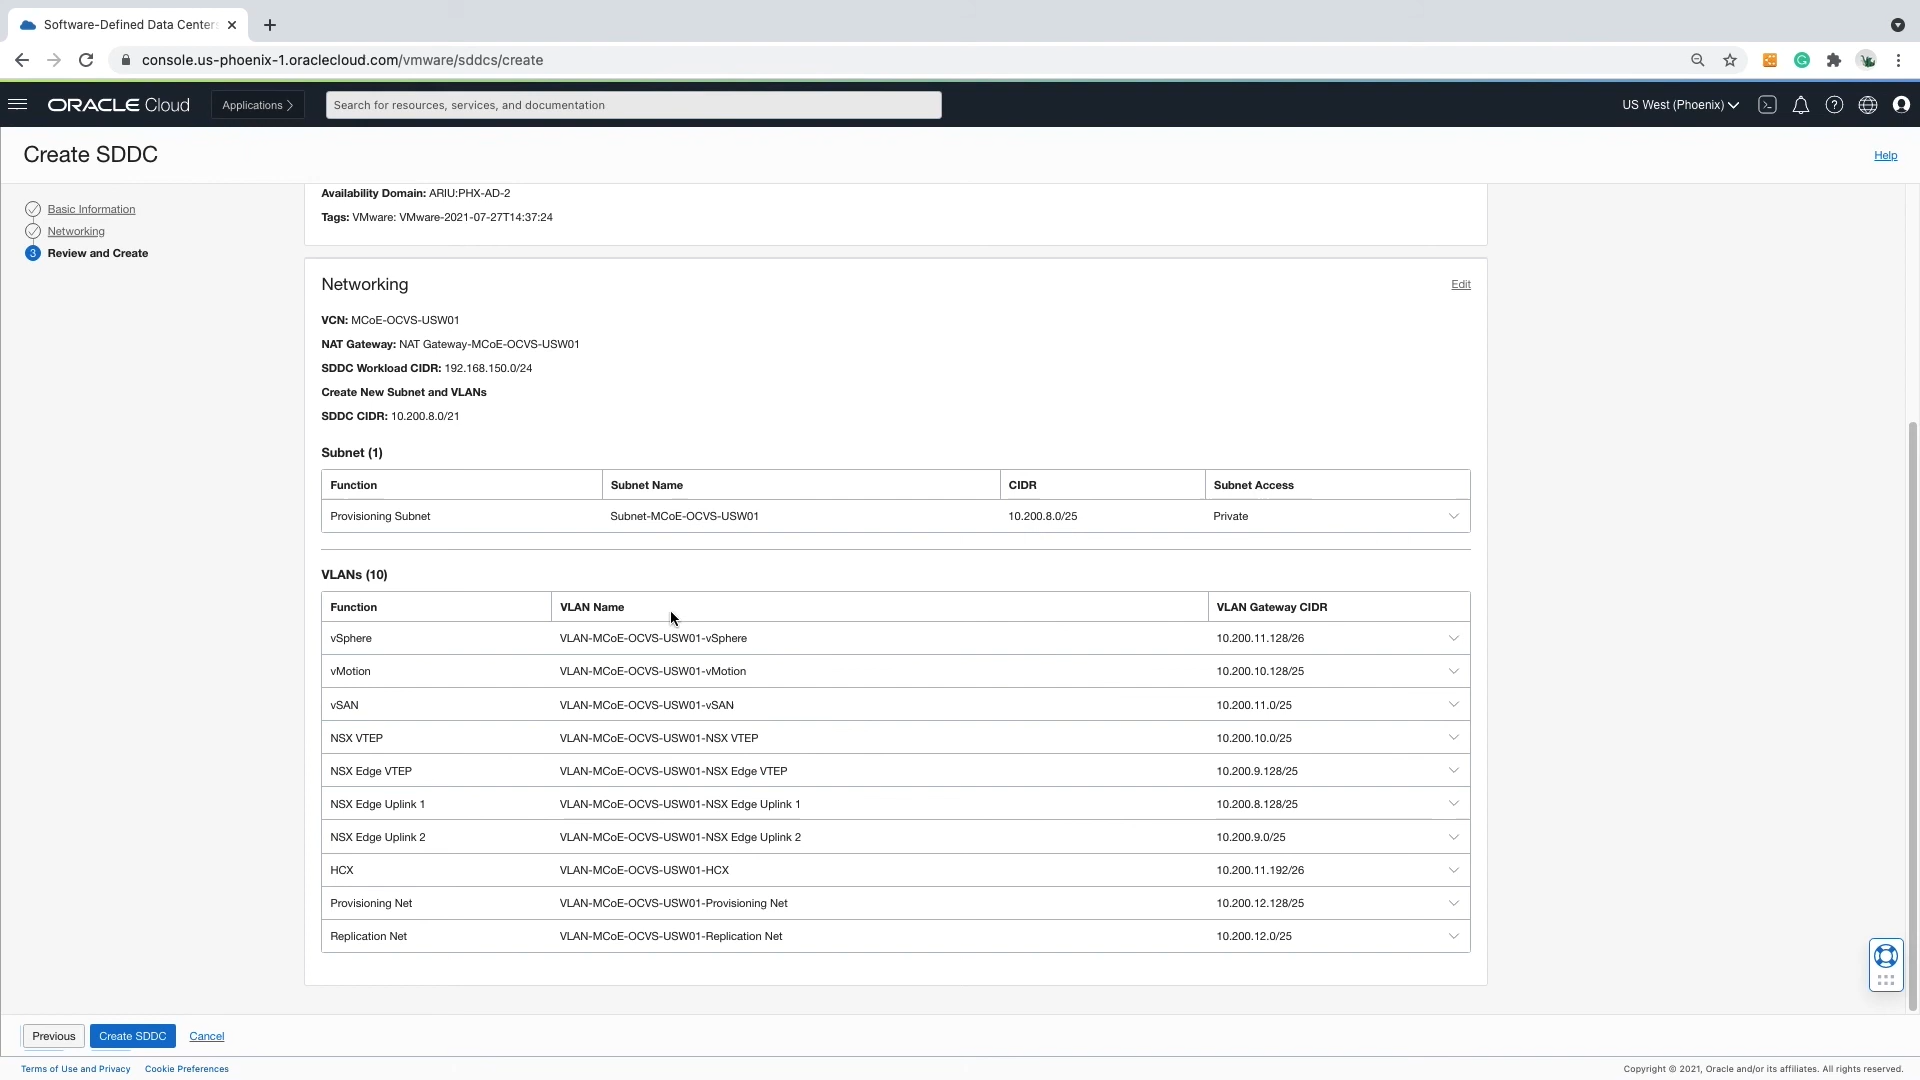 Software-Defined Data Center
console.us-phoenix-1.oraclecloud.com/vmware/sddcs/create
ORACLE Cloud
Applications
Search for resources, services, and documentation
US West (Phoenix)
Create SDDC
Help
Basic Information
Networking
3 Review and Create
Availability Domain: ARIU:PHX-AD-2
Tags: VMware: VMware-2021-07-27T14:37:24
Networking
Edit
VCN: MCoE-OCVS-USW01
NAT Gateway: NAT Gateway-MCoE-OCVS-USW01
SDDC Workload CIDR: 192.168.150.0/24
Create New Subnet and VLANs
SDDC CIDR: 10.200.8.0/21
Subnet (1)
Function Subnet Name CIDR Subnet Access
Provisioning Subnet Subnet-MCoE-OCVS-USW01 10.200.8.0/25 Private
VLANs (10)
Function VLAN Name VLAN Gateway CIDR
vSphere VLAN-MCoE-OCVS-USW01-vSphere 10.200.11.128/26
vMotion VLAN-MCoE-OCVS-USW01-vMotion 10.200.10.128/25
vSAN VLAN-MCoE-OCVS-USW01-vSAN 10.200.11.0/25
NSX VTEP VLAN-MCoE-OCVS-USW01-NSX VTEP 10.200.10.0/25
NSX Edge VTEP VLAN-MCoE-OCVS-USW01-NSX Edge VTEP 10.200.9.128/25
NSX Edge Uplink 1 VLAN-MCoE-OCVS-USW01-NSX Edge Uplink 1 10.200.8.128/25
NSX Edge Uplink 2 VLAN-MCoE-OCVS-USW01-NSX Edge Uplink 2 10.200.9.0/25
HCX VLAN-MCoE-OCVS-USW01-HCX 10.200.11.192/26
Provisioning Net VLAN-MCoE-OCVS-USW01-Provisioning Net 10.200.12.128/25
Replication Net VLAN-MCoE-OCVS-USW01-Replication Net 10.200.12.0/25
Previous Create SDDC Cancel
Terms of Use and Privacy Cookie Preferences
Copyright © 2021, Oracle and/or its affiliates. All rights reserved.